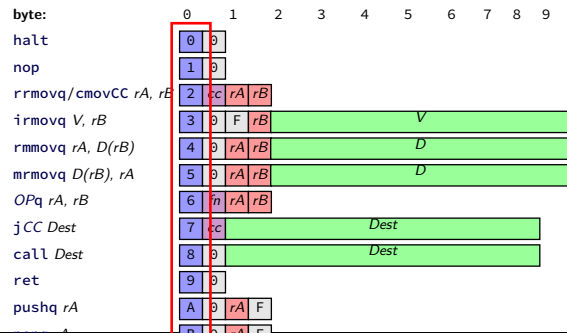 byte: 0 1 2 3 4 5 6 7 8 9
halt 0 0
nop 1 0
rrmovq/cmovCC rA, rB 2 cc rA rB
irmovq V, rB 3 0 F rB V
rmmovq rA, D(rB) 4 0 rA rB D
mrmovq D(rB), rA 5 0 rA rB D
OPq rA, rB 6 fn rA rB
jCC Dest 7 cc Dest
call Dest 8 0 Dest
ret 9 0
pushq rA A 0 rA F